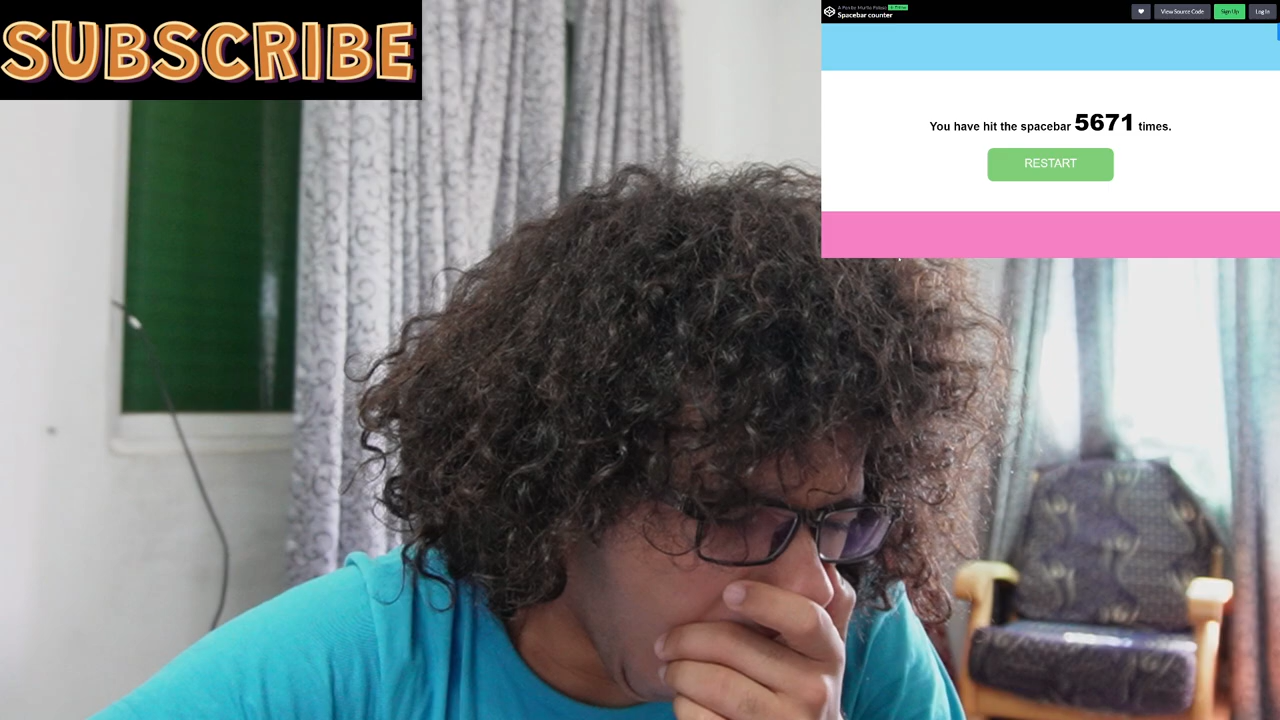 SUBSCRIBE
Spacebar counter
View Source Code
Sign Up
Log In
You have hit the spacebar 5671 times.
RESTART